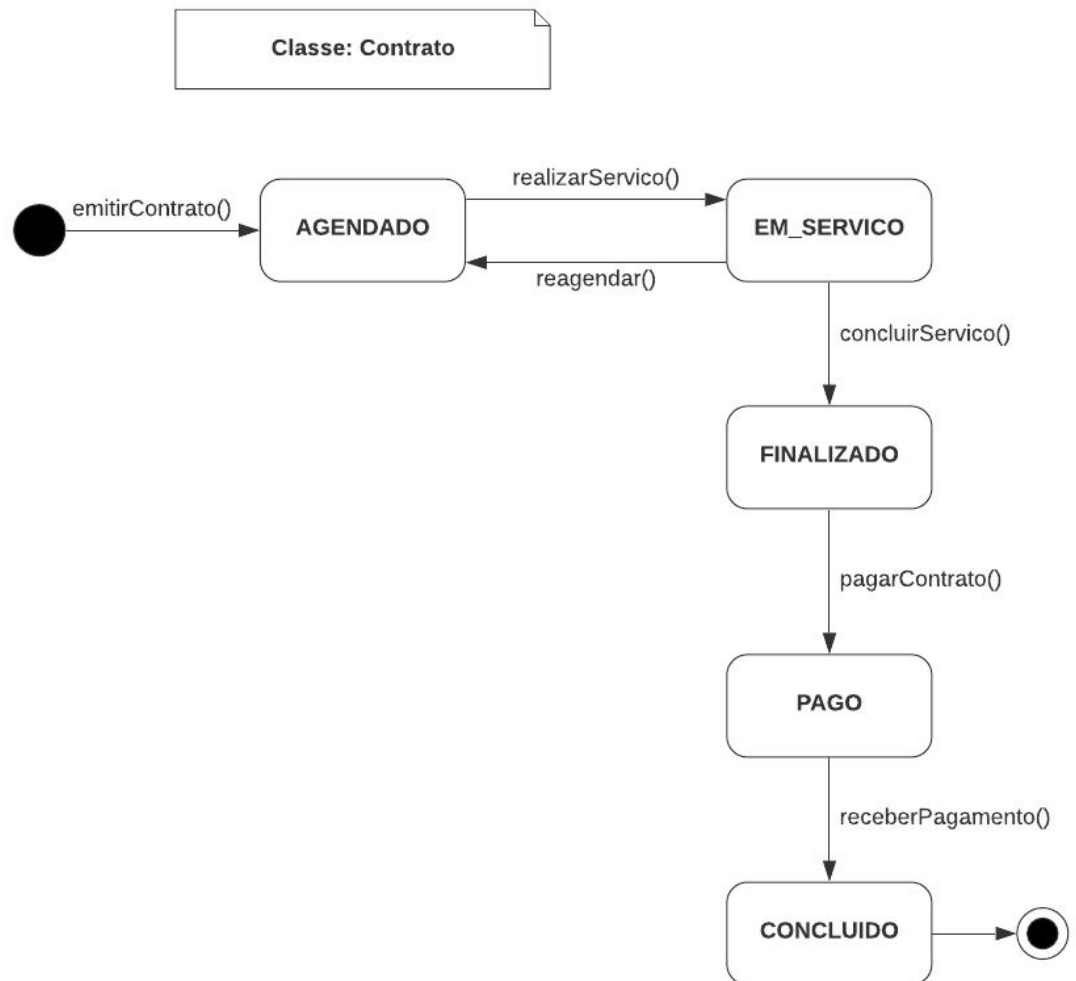 Classe: Contrato
realizarServico()
emitirContrato()
AGENDADO
EM_SERVICO
reagendar()
concluirServico()
FINALIZADO
pagarContrato()
PAGO
receberPagamento()
CONCLUIDO